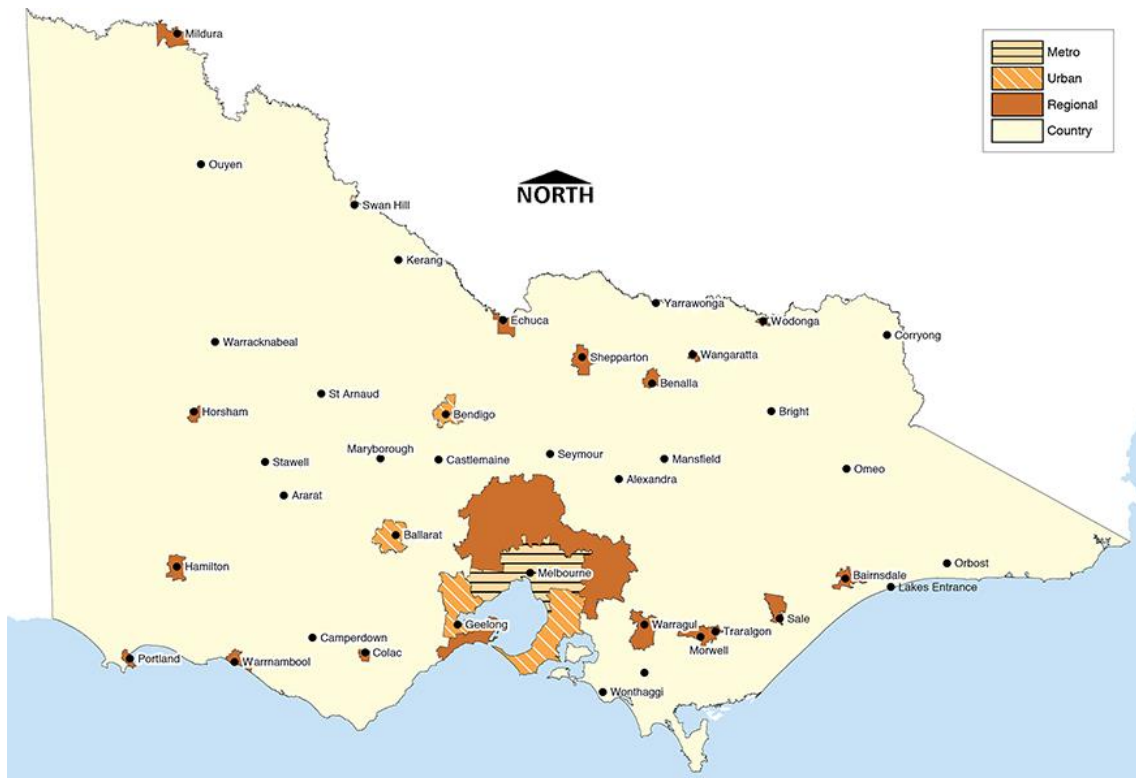 Mildura
Metro
Urban
Regional
Country
Ouyen
NORTH
Swan Hill
Kerang
Yarrawonga
Echuca
Wodonga
Corryong
Warracknabeal
Shepparton
Wangaratta
Benalla
St Arnaud
Horsham
Bendigo
Bright
Maryborough
Stawell
Castlemaine
Seymour
Mansfield
Omeo
Alexandra
Ararat
Ballarat
Hamilton
Melbourne
Orbost
Bairnsdale
Lakes Entrance
Geelong
Warragul
Sale
Traralgon
Camperdown
Morwell
Colac
Portland
Warrnambool
Wonthaggi